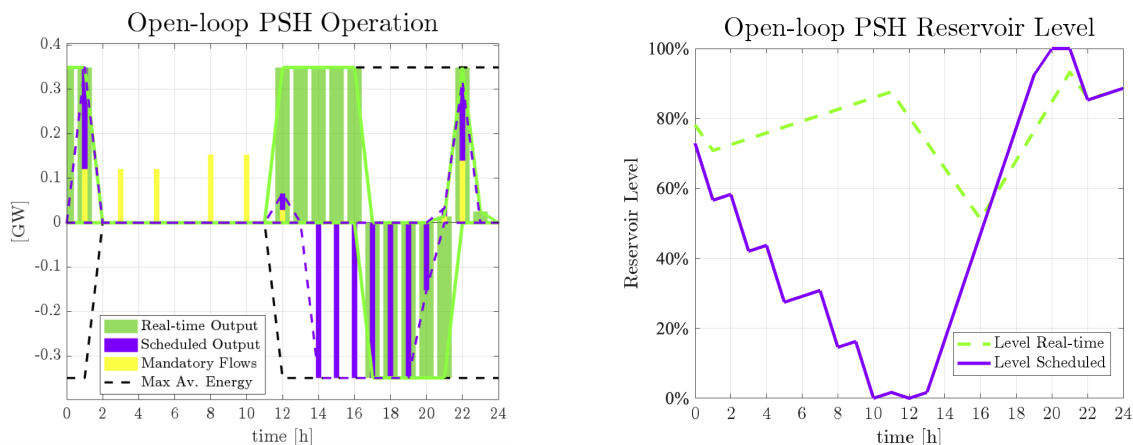 Open-loop PSH Operation
0.4
0.3
0.2
0.1
0
-0.1
-0.2
-0.3
[GW]
Real-time Output
Scheduled Output
Mandatory Flows
Max Av. Energy
0 2 4 6 8 10 12 14 16 18 20 22 24
time [h]
Open-loop PSH Reservoir Level
100%
80%
60%
40%
20%
0%
Reservoir Level
Level Real-time
Level Scheduled
0 2 4 6 8 10 12 14 16 18 20 22 24
time [h]